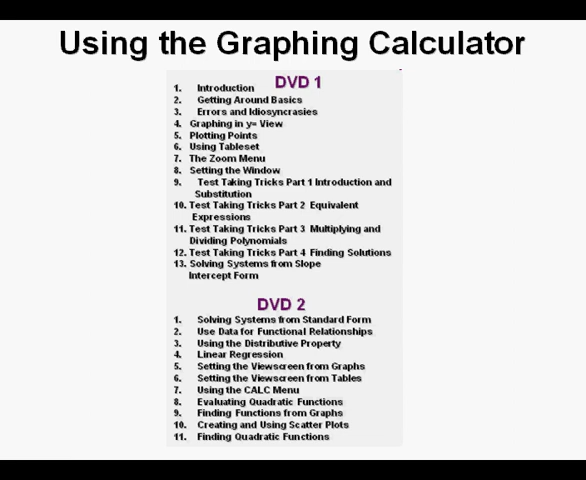 Using the Graphing Calculator
DVD 1
1. Introduction
2. Getting Around Basics
3. Errors and Idiosyncrasies
4. Graphing in y= View
5. Plotting Points
6. Using Tableset
7. The Zoom Menu
8. Setting the Window
9. Test Taking Tricks Part 1 Introduction and
Substitution
10. Test Taking Tricks Part 2 Equivalent
Expressions
11. Test Taking Tricks Part 3 Multiplying and
Dividing Polynomials
12. Test Taking Tricks Part 4 Finding Solutions
13. Solving Systems from Slope
Intercept Form
DVD 2
1. Solving Systems from Standard Form
2. Use Data for Functional Relationships
3. Using the Distributive Property
4. Linear Regression
5. Setting the Viewscreen from Graphs
6. Setting the Viewscreen from Tables
7. Using the CALC Menu
8. Evaluating Quadratic Functions
9. Finding Functions from Graphs
10. Creating and Using Scatter Plots
11. Finding Quadratic Functions